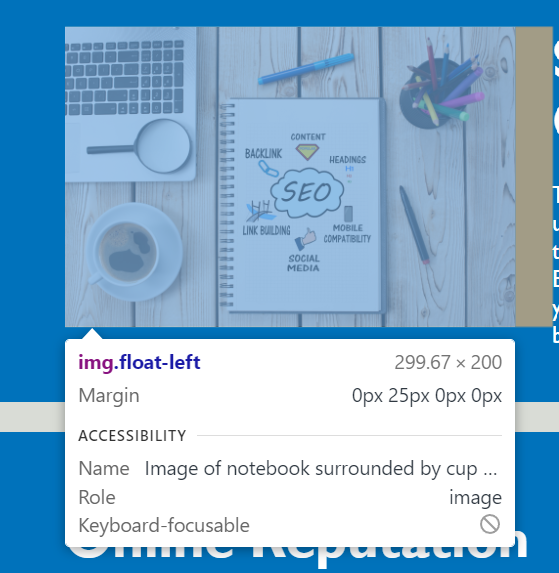 CONTENT
BACKLINK
HEADINGS
H1
SEO
LINK BUILDING
MOBILE
COMPATIBILITY
SOCIAL
MEDIA
img.float-left 299.67 × 200
Margin 0px 25px 0px 0px
ACCESSIBILITY
Name Image of notebook surrounded by cup ...
Role image
Keyboard-focusable
Online Reputation